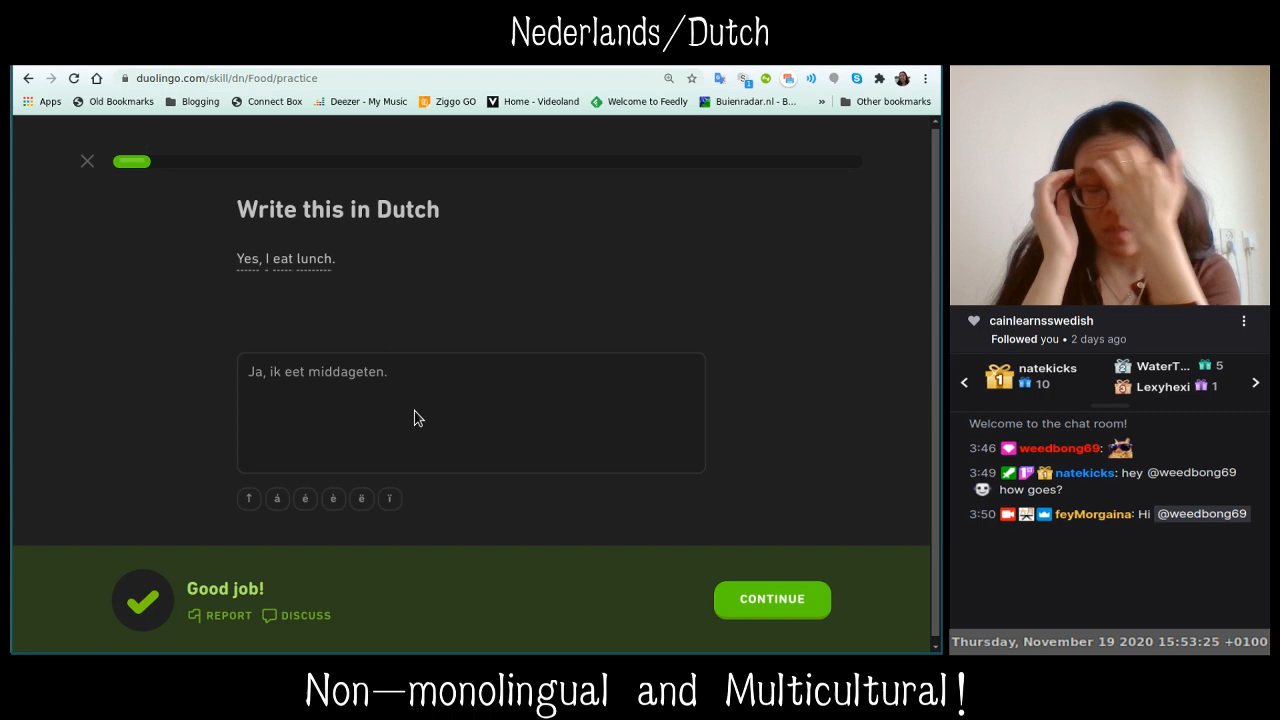 Nederlands/Dutch
duolingo.com/skill/dn/Food/practice
Apps Old Bookmarks Blogging Connect Box Deezer - My Music Ziggo GO Home - Videoland Welcome to Feedly Buienradar.nl - B... » Other bookmarks
Write this in Dutch
Yes, I eat lunch.
Ja, ik eet middageten.
↑ á é è ë ï
Good job!
REPORT DISCUSS
CONTINUE
cainlearnsswedish
Followed you • 2 days ago
1 natekicks 10
2 WaterT... 5
3 Lexyhexi 1
Welcome to the chat room!
3:46 weedbong69:
3:49 natekicks: hey @weedbong69
how goes?
3:50 feyMorgaina: Hi @weedbong69
Thursday, November 19 2020 15:53:25 +0100
Non-monolingual and Multicultural!